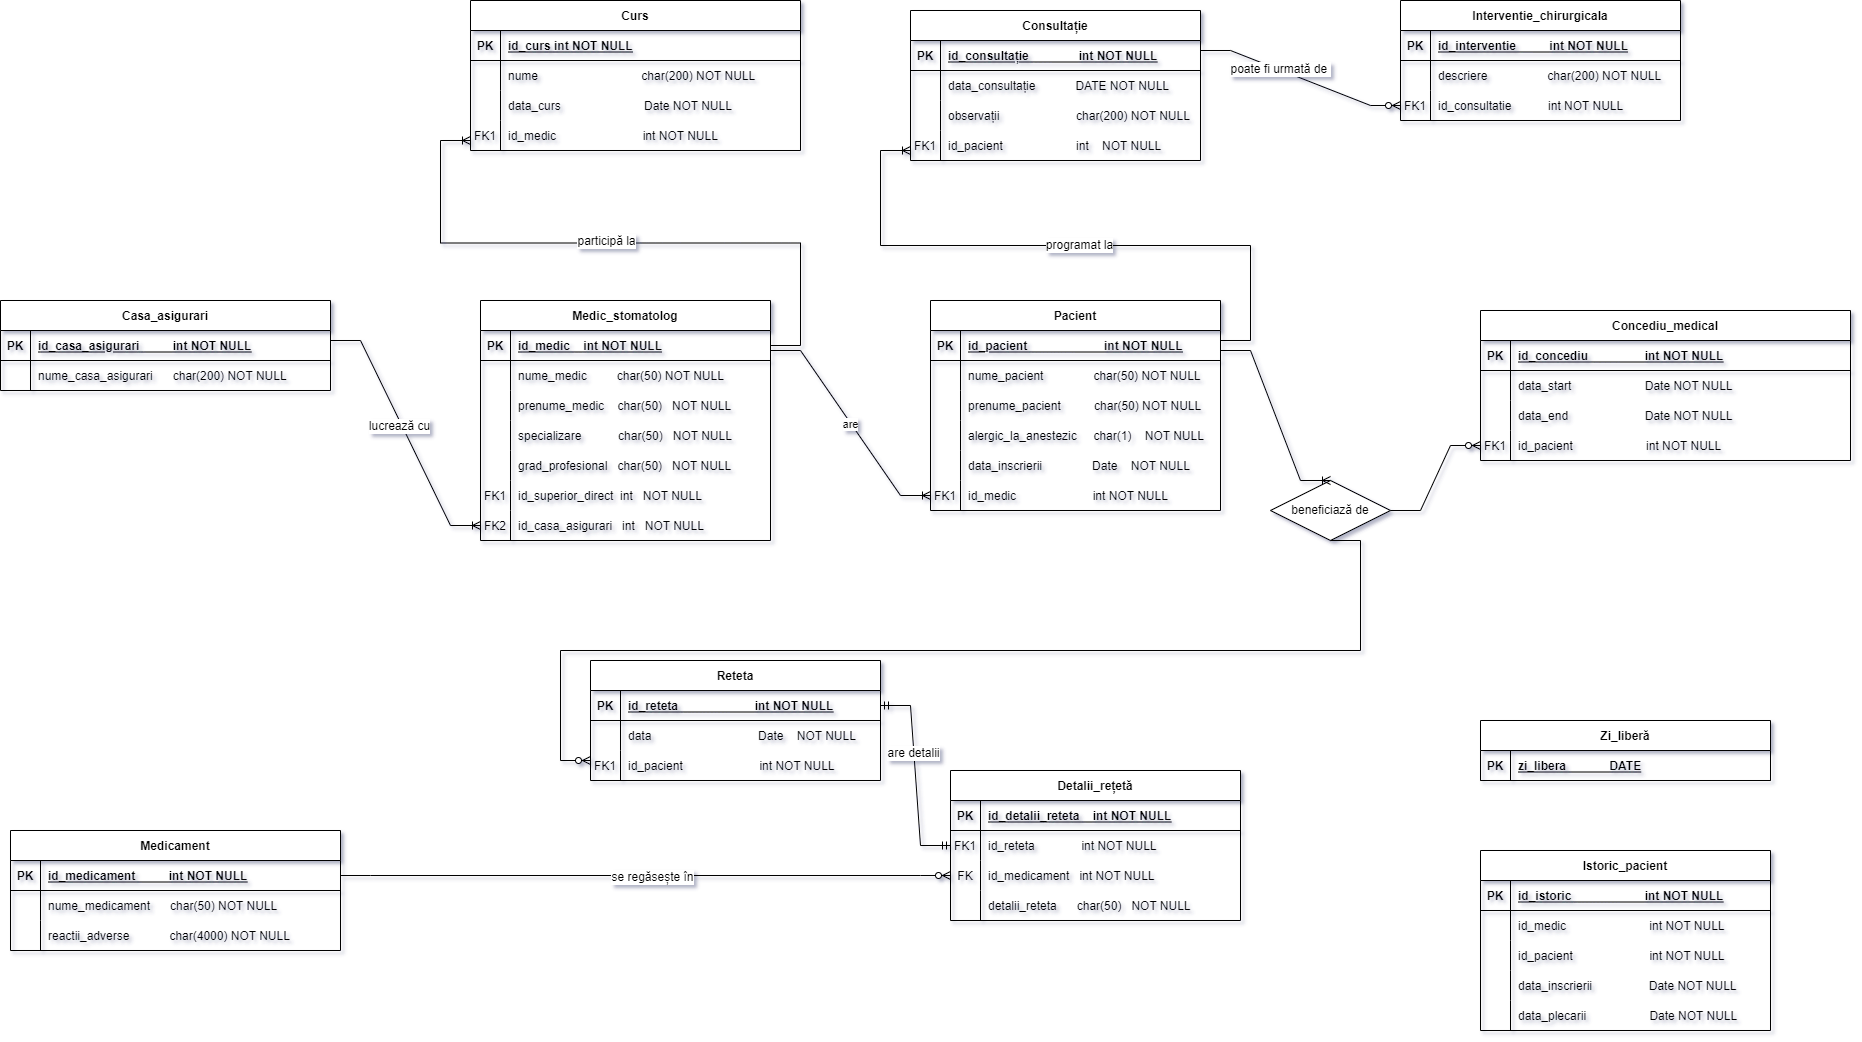 Curs
PK id_curs int NOT NULL
nume char(200) NOT NULL
data_curs Date NOT NULL
FK1 id_medic int NOT NULL
Consultație
PK id_consultație int NOT NULL
data_consultație DATE NOT NULL
observații char(200) NOT NULL
FK1 id_pacient int NOT NULL
Interventie_chirurgicala
PK id_interventie int NOT NULL
descriere char(200) NOT NULL
FK1 id_consultatie int NOT NULL
poate fi urmată de
participă la
programat la
Casa_asigurari
PK id_casa_asigurari int NOT NULL
nume_casa_asigurari char(200) NOT NULL
lucrează cu
Medic_stomatolog
PK id_medic int NOT NULL
nume_medic char(50) NOT NULL
prenume_medic char(50) NOT NULL
specializare char(50) NOT NULL
grad_profesional char(50) NOT NULL
FK1 id_superior_direct int NOT NULL
FK2 id_casa_asigurari int NOT NULL
are
Pacient
PK id_pacient int NOT NULL
nume_pacient char(50) NOT NULL
prenume_pacient char(50) NOT NULL
alergic_la_anestezic char(1) NOT NULL
data_inscrierii Date NOT NULL
FK1 id_medic int NOT NULL
beneficiază de
Concediu_medical
PK id_concediu int NOT NULL
data_start Date NOT NULL
data_end Date NOT NULL
FK1 id_pacient int NOT NULL
Reteta
PK id_reteta int NOT NULL
data Date NOT NULL
FK1 id_pacient int NOT NULL
are detalii
Detalii_rețetă
PK id_detalii_reteta int NOT NULL
FK1 id_reteta int NOT NULL
FK id_medicament int NOT NULL
detalii_reteta char(50) NOT NULL
Medicament
PK id_medicament int NOT NULL
nume_medicament char(50) NOT NULL
reactii_adverse char(4000) NOT NULL
se regăsește în
Zi_liberă
PK zi_libera DATE
Istoric_pacient
PK id_istoric int NOT NULL
id_medic int NOT NULL
id_pacient int NOT NULL
data_inscrierii Date NOT NULL
data_plecarii Date NOT NULL